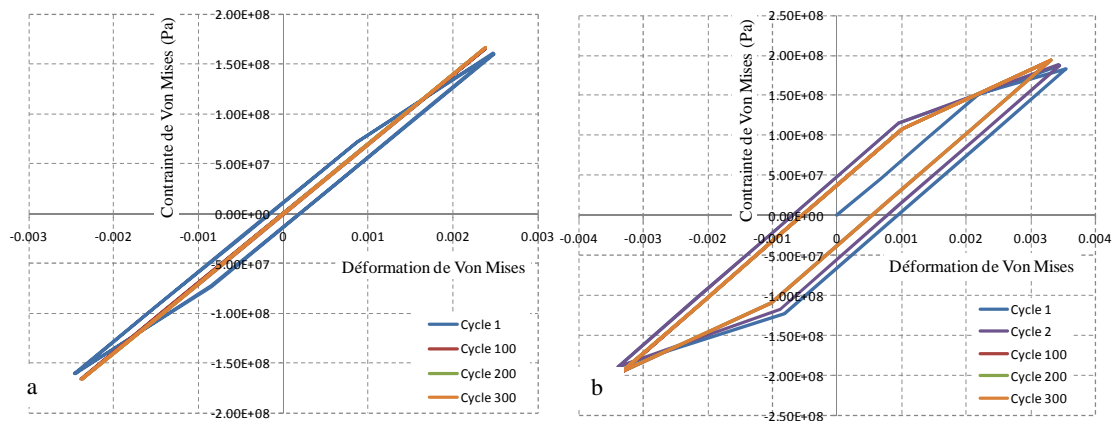 2.00E+08
1.50E+08
1.00E+08
5.00E+07
0.00E+00
-5.00E+07
-1.00E+08
-1.50E+08
-2.00E+08
-0.003
-0.002
-0.001
0
0.001
0.002
0.003
Contrainte de Von Mises (Pa)
Déformation de Von Mises
Cycle 1
Cycle 100
Cycle 200
Cycle 300
a
2.50E+08
2.00E+08
1.50E+08
1.00E+08
5.00E+07
0.00E+00
-5.00E+07
-1.00E+08
-1.50E+08
-2.00E+08
-2.50E+08
-0.004
-0.003
-0.002
-0.001
0
0.001
0.002
0.003
0.004
Contrainte de Von Mises (Pa)
Déformation de Von Mises
Cycle 1
Cycle 2
Cycle 100
Cycle 200
Cycle 300
b